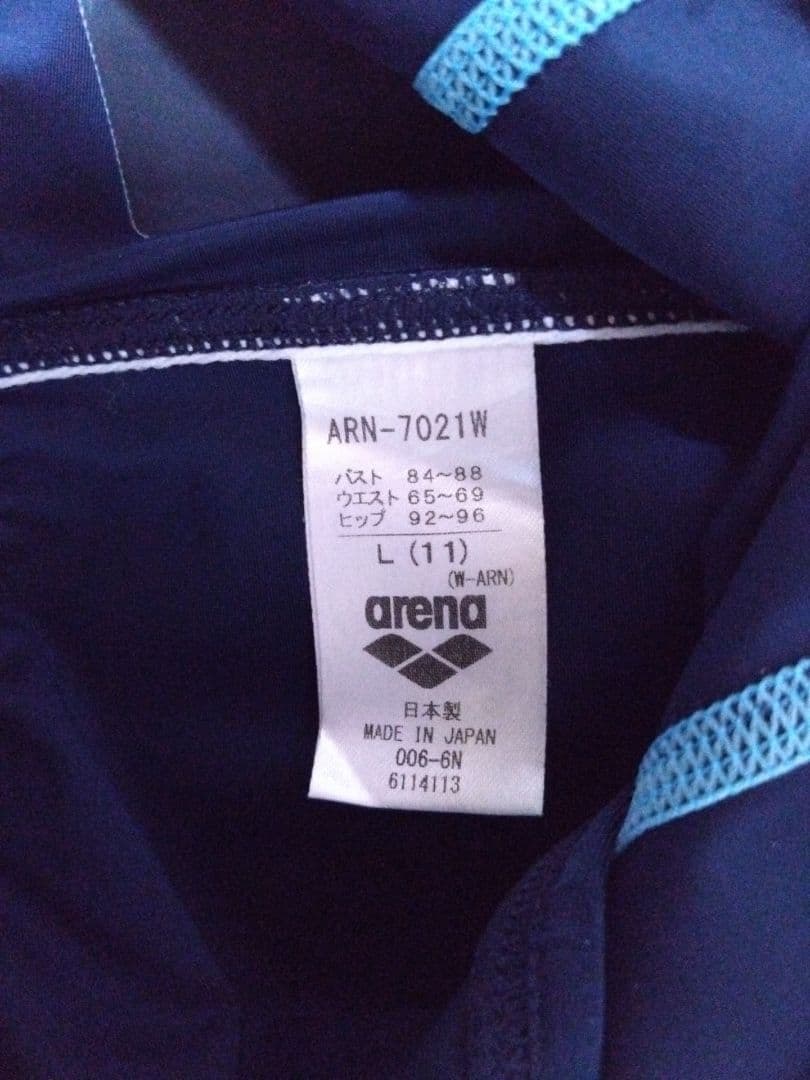 ARN-7021W
バスト 84~88
ウエスト 65~69
ヒップ 92~96
L (11)
(W-ARN)
arena
日本製
MADE IN JAPAN
006-6N
6114113